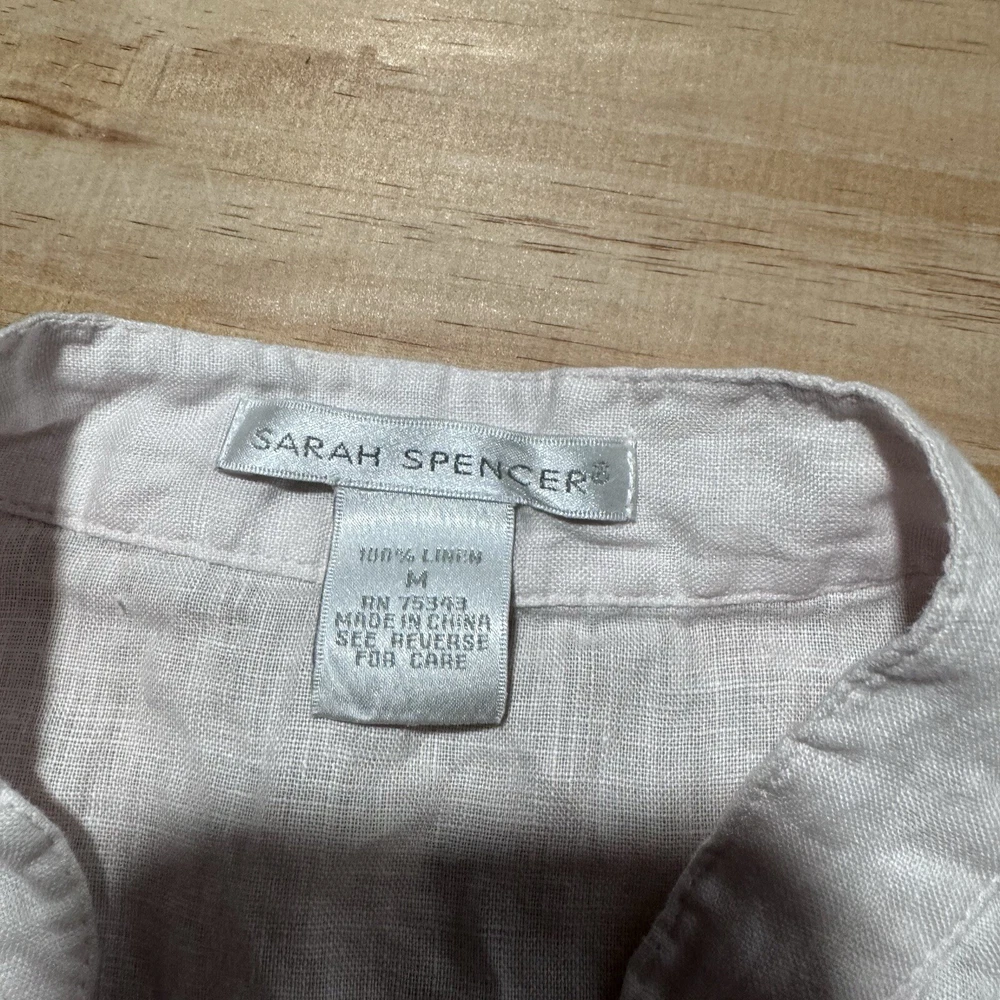 SARAH SPENCER®
100% LINEN
M
RN 75343
MADE IN CHINA
SEE REVERSE
FOR CARE